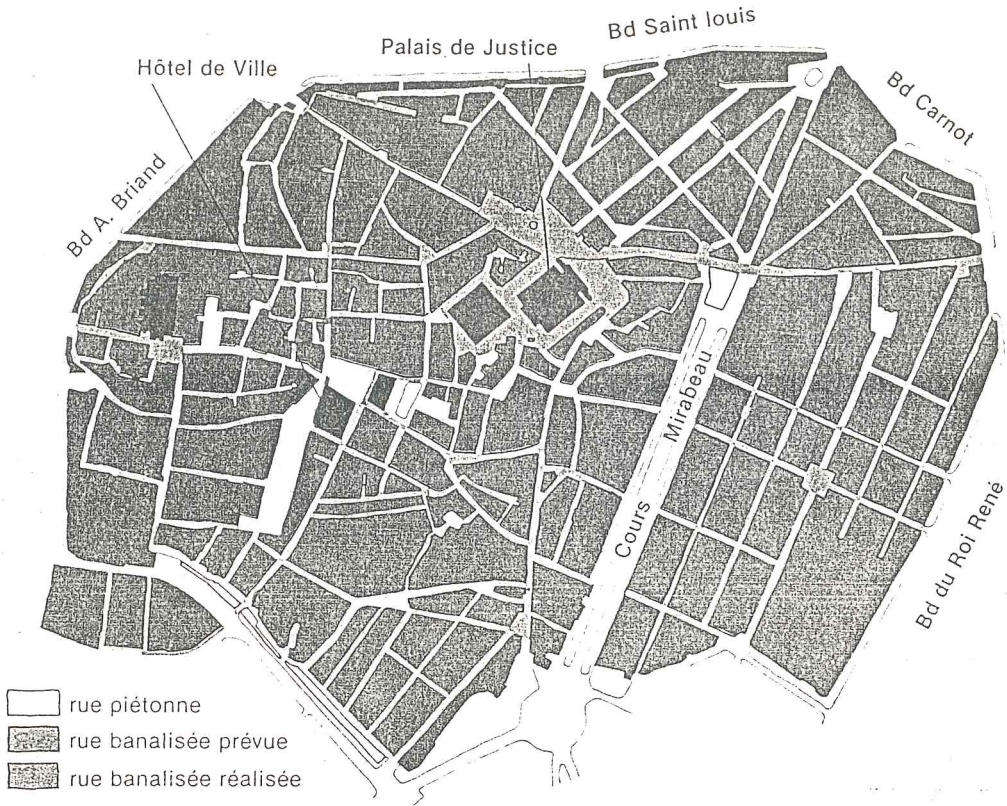 Bd Saint louis
Palais de Justice
Hôtel de Ville
Bd Carnot
Bd A. Briand
Cours Mirabeau
Bd du Roi René
rue piétonne
rue banalisée prévue
rue banalisée réalisée